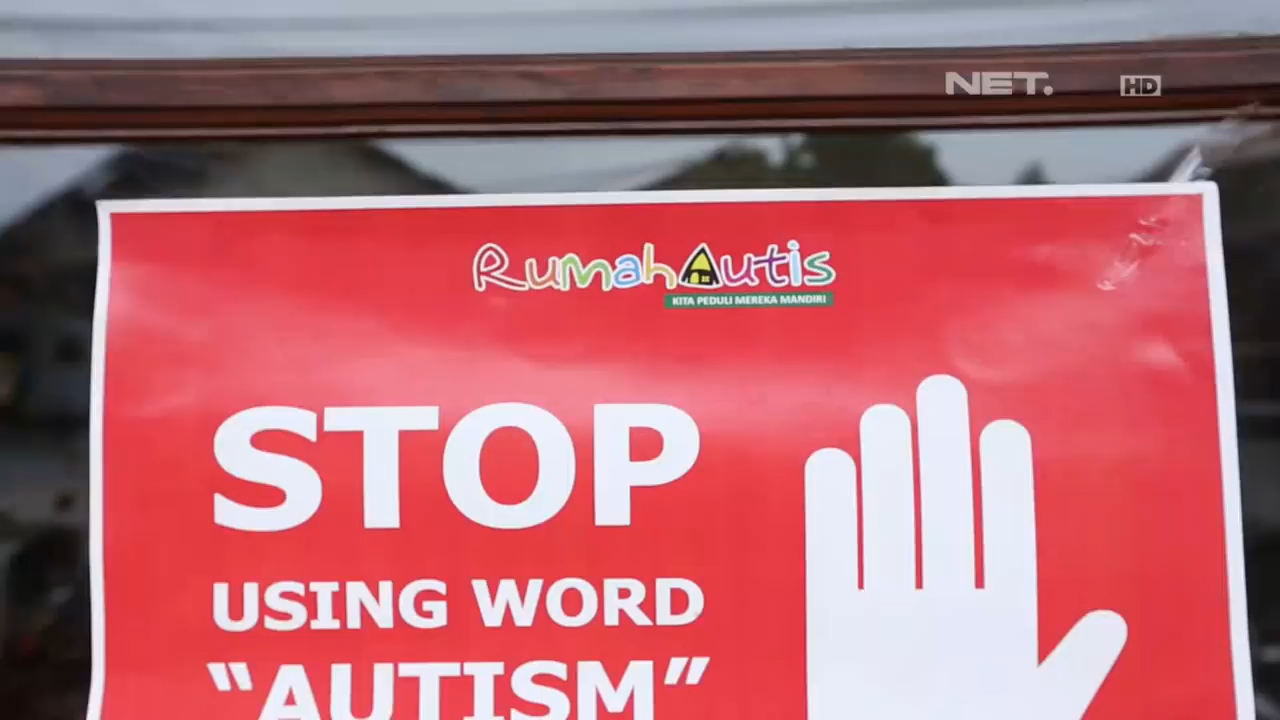 NET. HD
RumahAutis
KITA PEDULI MEREKA MANDIRI
STOP
USING WORD
“AUTISM”